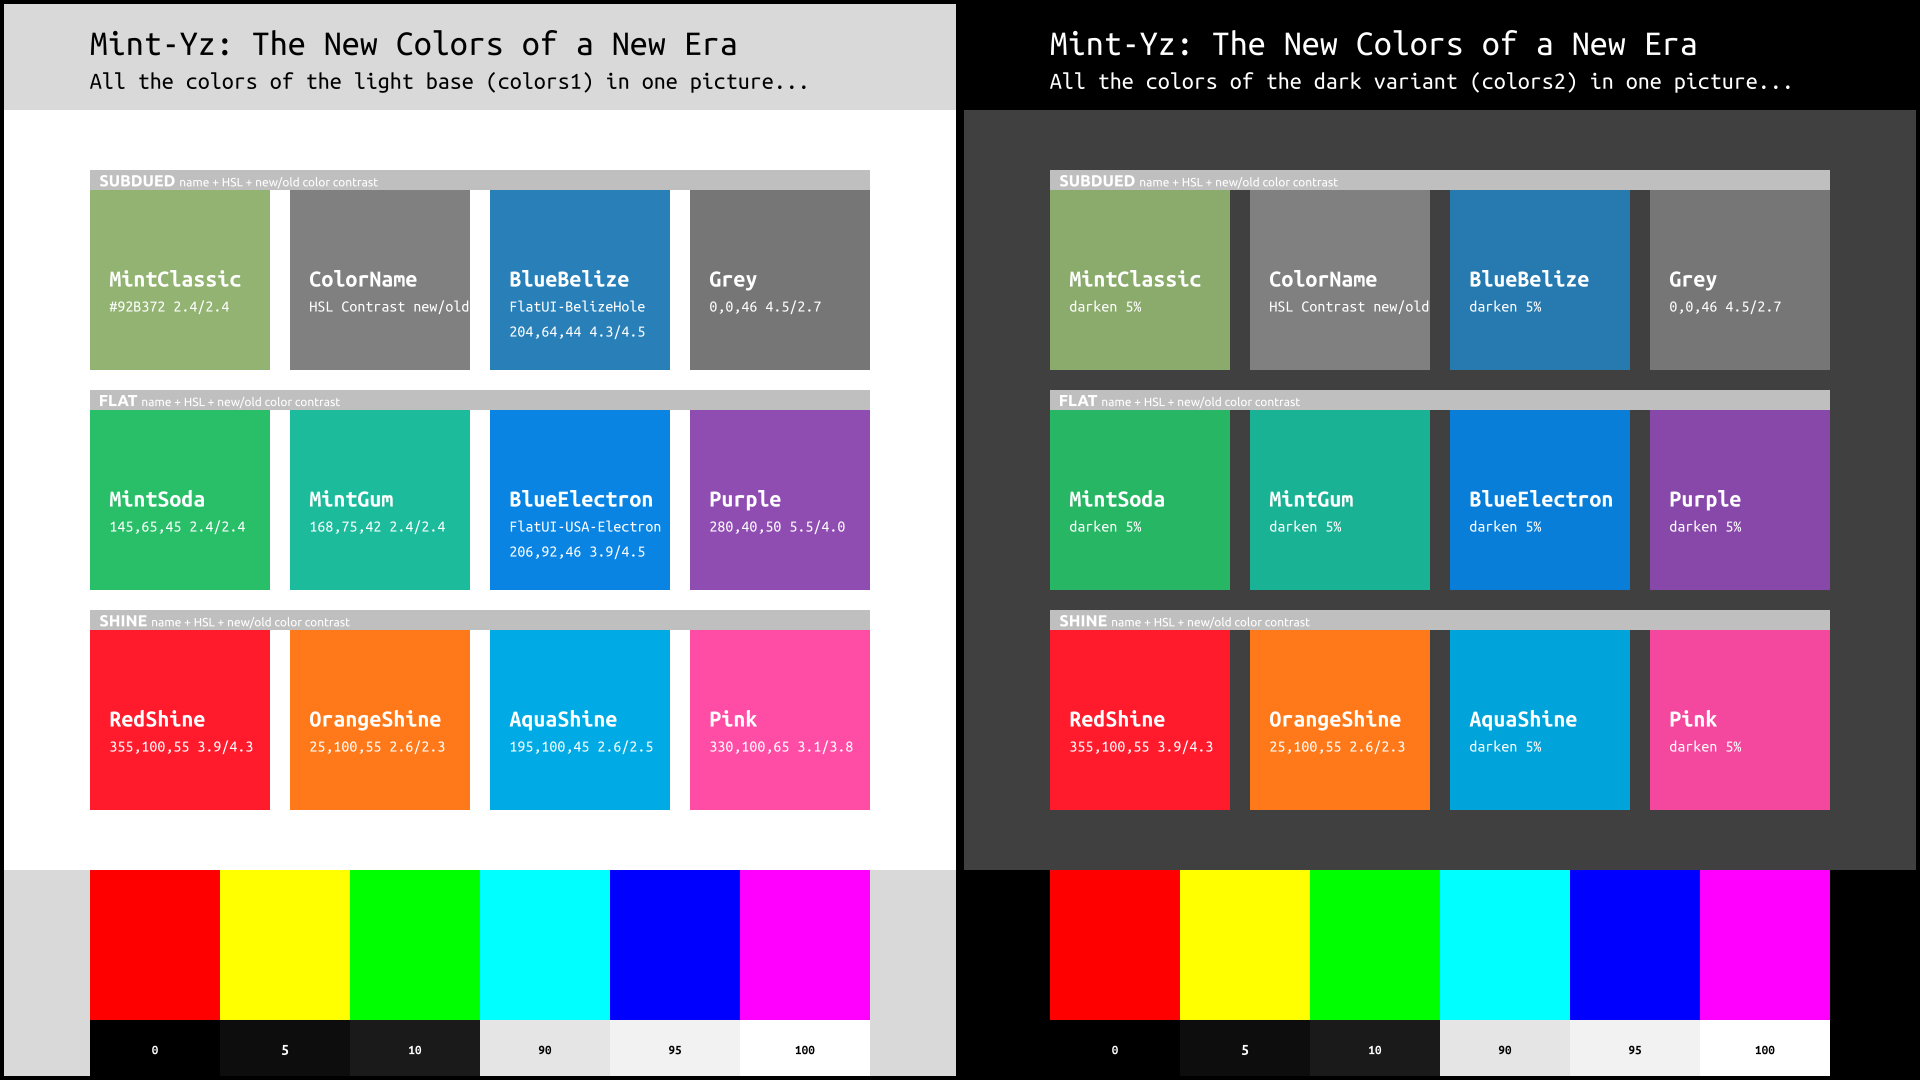 Mint-Yz: The New Colors of a New Era
All the colors of the light base (colors1) in one picture...
SUBDUED name + HSL + new/old color contrast
MintClassic
#92B372 2.4/2.4
ColorName
HSL Contrast new/old
BlueBelize
FlatUI-BelizeHole
204,64,44 4.3/4.5
Grey
0,0,46 4.5/2.7
FLAT name + HSL + new/old color contrast
MintSoda
145,65,45 2.4/2.4
MintGum
168,75,42 2.4/2.4
BlueElectron
FlatUI-USA-Electron
206,92,46 3.9/4.5
Purple
280,40,50 5.5/4.0
SHINE name + HSL + new/old color contrast
RedShine
355,100,55 3.9/4.3
OrangeShine
25,100,55 2.6/2.3
AquaShine
195,100,45 2.6/2.5
Pink
330,100,65 3.1/3.8
0 5 10 90 95 100
Mint-Yz: The New Colors of a New Era
All the colors of the dark variant (colors2) in one picture...
SUBDUED name + HSL + new/old color contrast
MintClassic
darken 5%
ColorName
HSL Contrast new/old
BlueBelize
darken 5%
Grey
0,0,46 4.5/2.7
FLAT name + HSL + new/old color contrast
MintSoda
darken 5%
MintGum
darken 5%
BlueElectron
darken 5%
Purple
darken 5%
SHINE name + HSL + new/old color contrast
RedShine
355,100,55 3.9/4.3
OrangeShine
25,100,55 2.6/2.3
AquaShine
darken 5%
Pink
darken 5%
0 5 10 90 95 100